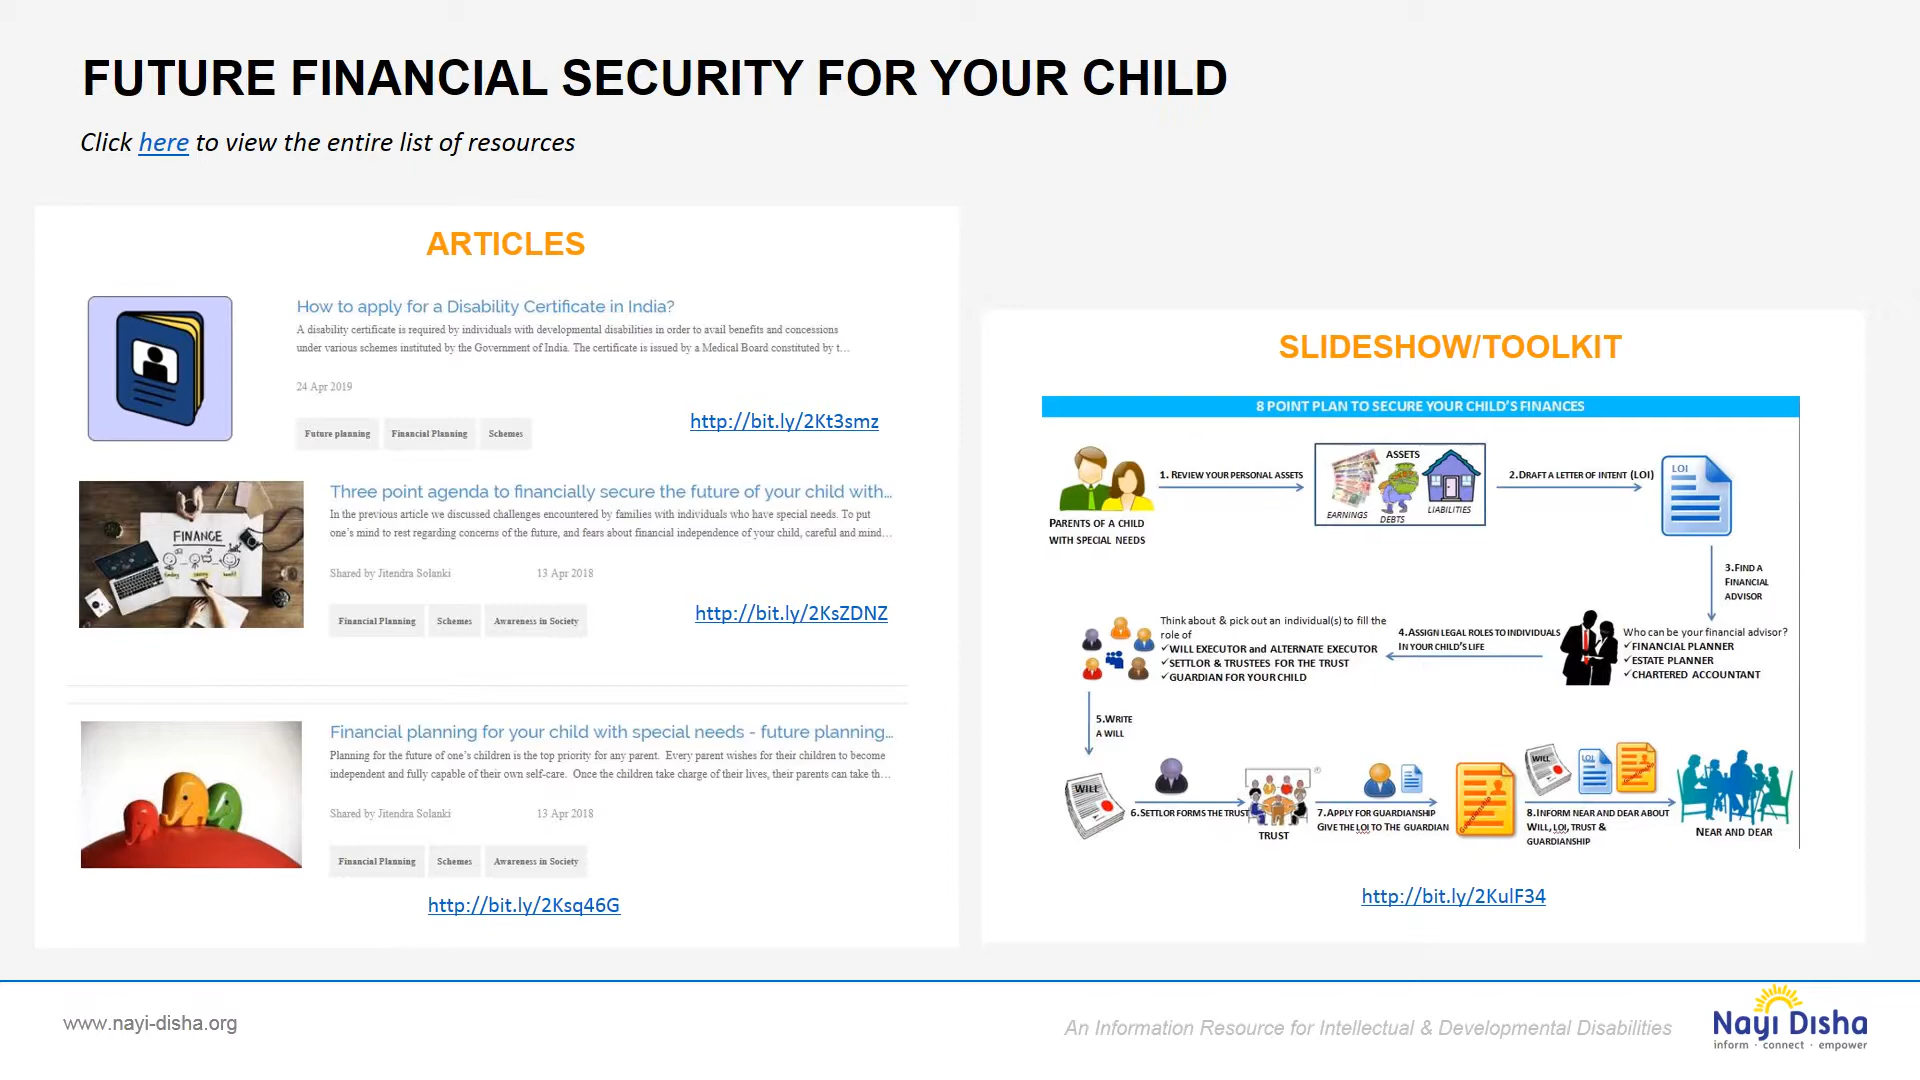 FUTURE FINANCIAL SECURITY FOR YOUR CHILD
Click here to view the entire list of resources
ARTICLES
How to apply for a Disability Certificate in India?
A disability certificate is required by individuals with developmental disabilities in order to avail benefits and concessions
under various schemes instituted by the Government of India. The certificate is issued by a Medical Board constituted by t...
24 Apr 2019
http://bit.ly/2Kt3smz
Future planning
Financial Planning
Schemes
FINANCE
Three point agenda to financially secure the future of your child with...
In the previous article we discussed challenges encountered by families with individuals who have special needs. To put
one's mind to rest regarding concerns of the future, and fears about financial independence of your child, careful and mind...
Shared by Jitendra Solanki
13 Apr 2018
http://bit.ly/2KsZDNZ
Financial Planning
Schemes
Awareness in Society
Financial planning for your child with special needs - future planning...
Planning for the future of one's children is the top priority for any parent. Every parent wishes for their children to become
independent and fully capable of their own self-care. Once the children take charge of their lives, their parents can take th...
Shared by Jitendra Solanki
13 Apr 2018
Financial Planning
Schemes
Awareness in Society
http://bit.ly/2Ksq46G
SLIDESHOW/TOOLKIT
8 POINT PLAN TO SECURE YOUR CHILD'S FINANCES
PARENTS OF A CHILD
WITH SPECIAL NEEDS
1. REVIEW YOUR PERSONAL ASSETS
ASSETS
EARNINGS
DEBTS
LIABILITIES
2.DRAFT A LETTER OF INTENT (LOI)
LOI
3.FIND A
FINANCIAL
ADVISOR
Who can be your financial advisor?
✓FINANCIAL PLANNER
✓ESTATE PLANNER
✓CHARTERED ACCOUNTANT
4.ASSIGN LEGAL ROLES TO INDIVIDUALS
IN YOUR CHILD'S LIFE
Think about & pick out an individual(s) to fill the
role of
✓WILL EXECUTOR and ALTERNATE EXECUTOR
✓SETTLOR & TRUSTEES FOR THE TRUST
✓GUARDIAN FOR YOUR CHILD
5.WRITE
A WILL
WILL
6.SETTLOR FORMS THE TRUST
TRUST
7.APPLY FOR GUARDIANSHIP
GIVE THE LOI TO THE GUARDIAN
Guardianship
WILL
LOI
8.INFORM NEAR AND DEAR ABOUT
WILL, LOI, TRUST &
GUARDIANSHIP
NEAR AND DEAR
http://bit.ly/2KulF34
www.nayi-disha.org
An Information Resource for Intellectual & Developmental Disabilities
Nayi Disha
inform · connect · empower